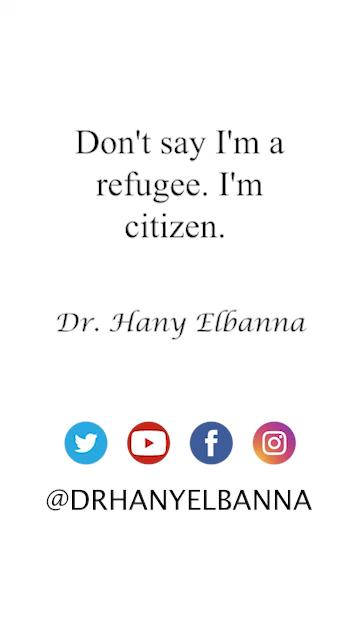 Don't say I'm a
refugee. I'm
citizen.
Dr. Hany Elbanna
@DRHANYELBANNA